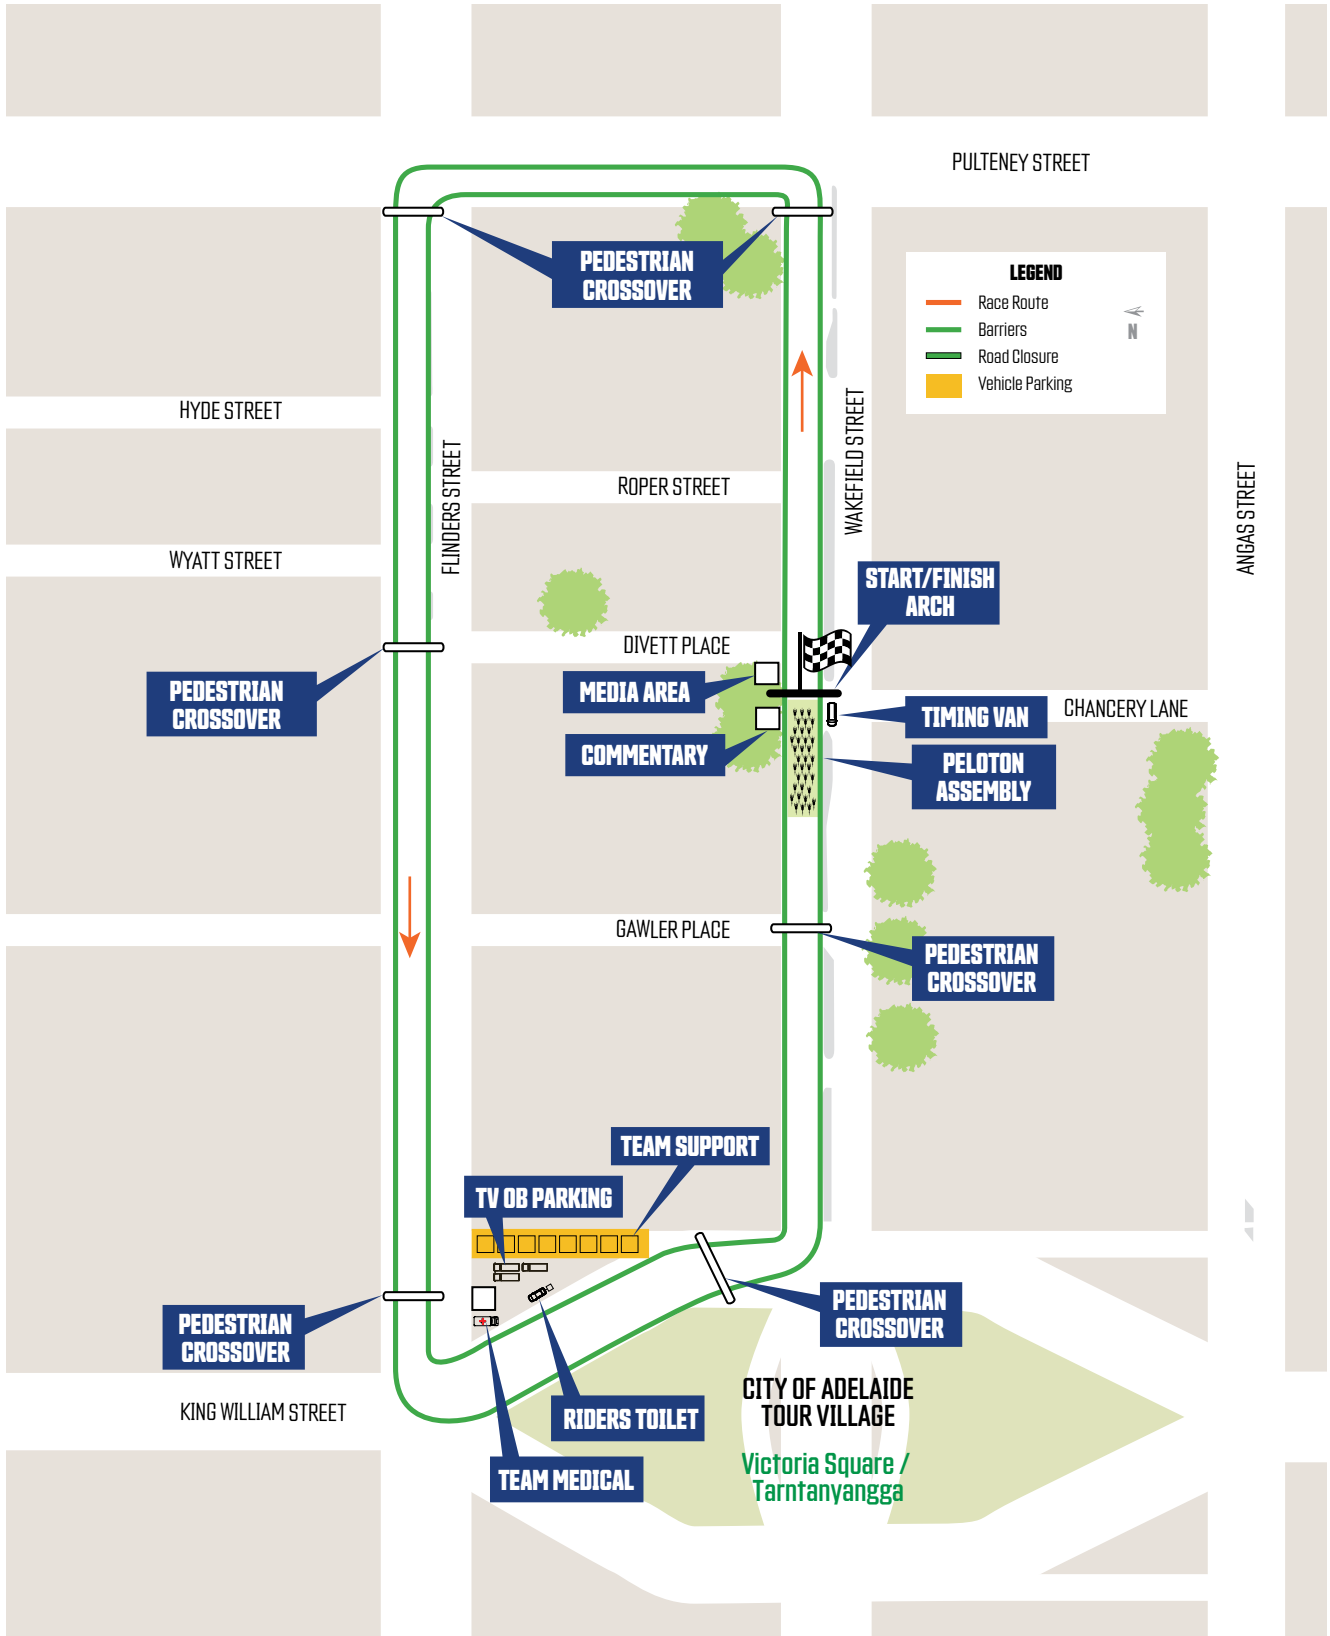 PULTENEY STREET
PEDESTRIAN
CROSSOVER
LEGEND
Race Route
Barriers
Road Closure
Vehicle Parking
N
HYDE STREET
FLINDERS STREET
ROPER STREET
WAKEFIELD STREET
ANGAS STREET
WYATT STREET
START/FINISH
ARCH
DIVETT PLACE
PEDESTRIAN
CROSSOVER
MEDIA AREA
TIMING VAN
CHANCERY LANE
COMMENTARY
PELOTON
ASSEMBLY
GAWLER PLACE
PEDESTRIAN
CROSSOVER
TEAM SUPPORT
TV OB PARKING
PEDESTRIAN
CROSSOVER
PEDESTRIAN
CROSSOVER
KING WILLIAM STREET
RIDERS TOILET
TEAM MEDICAL
CITY OF ADELAIDE
TOUR VILLAGE
Victoria Square /
Tarntanyangga